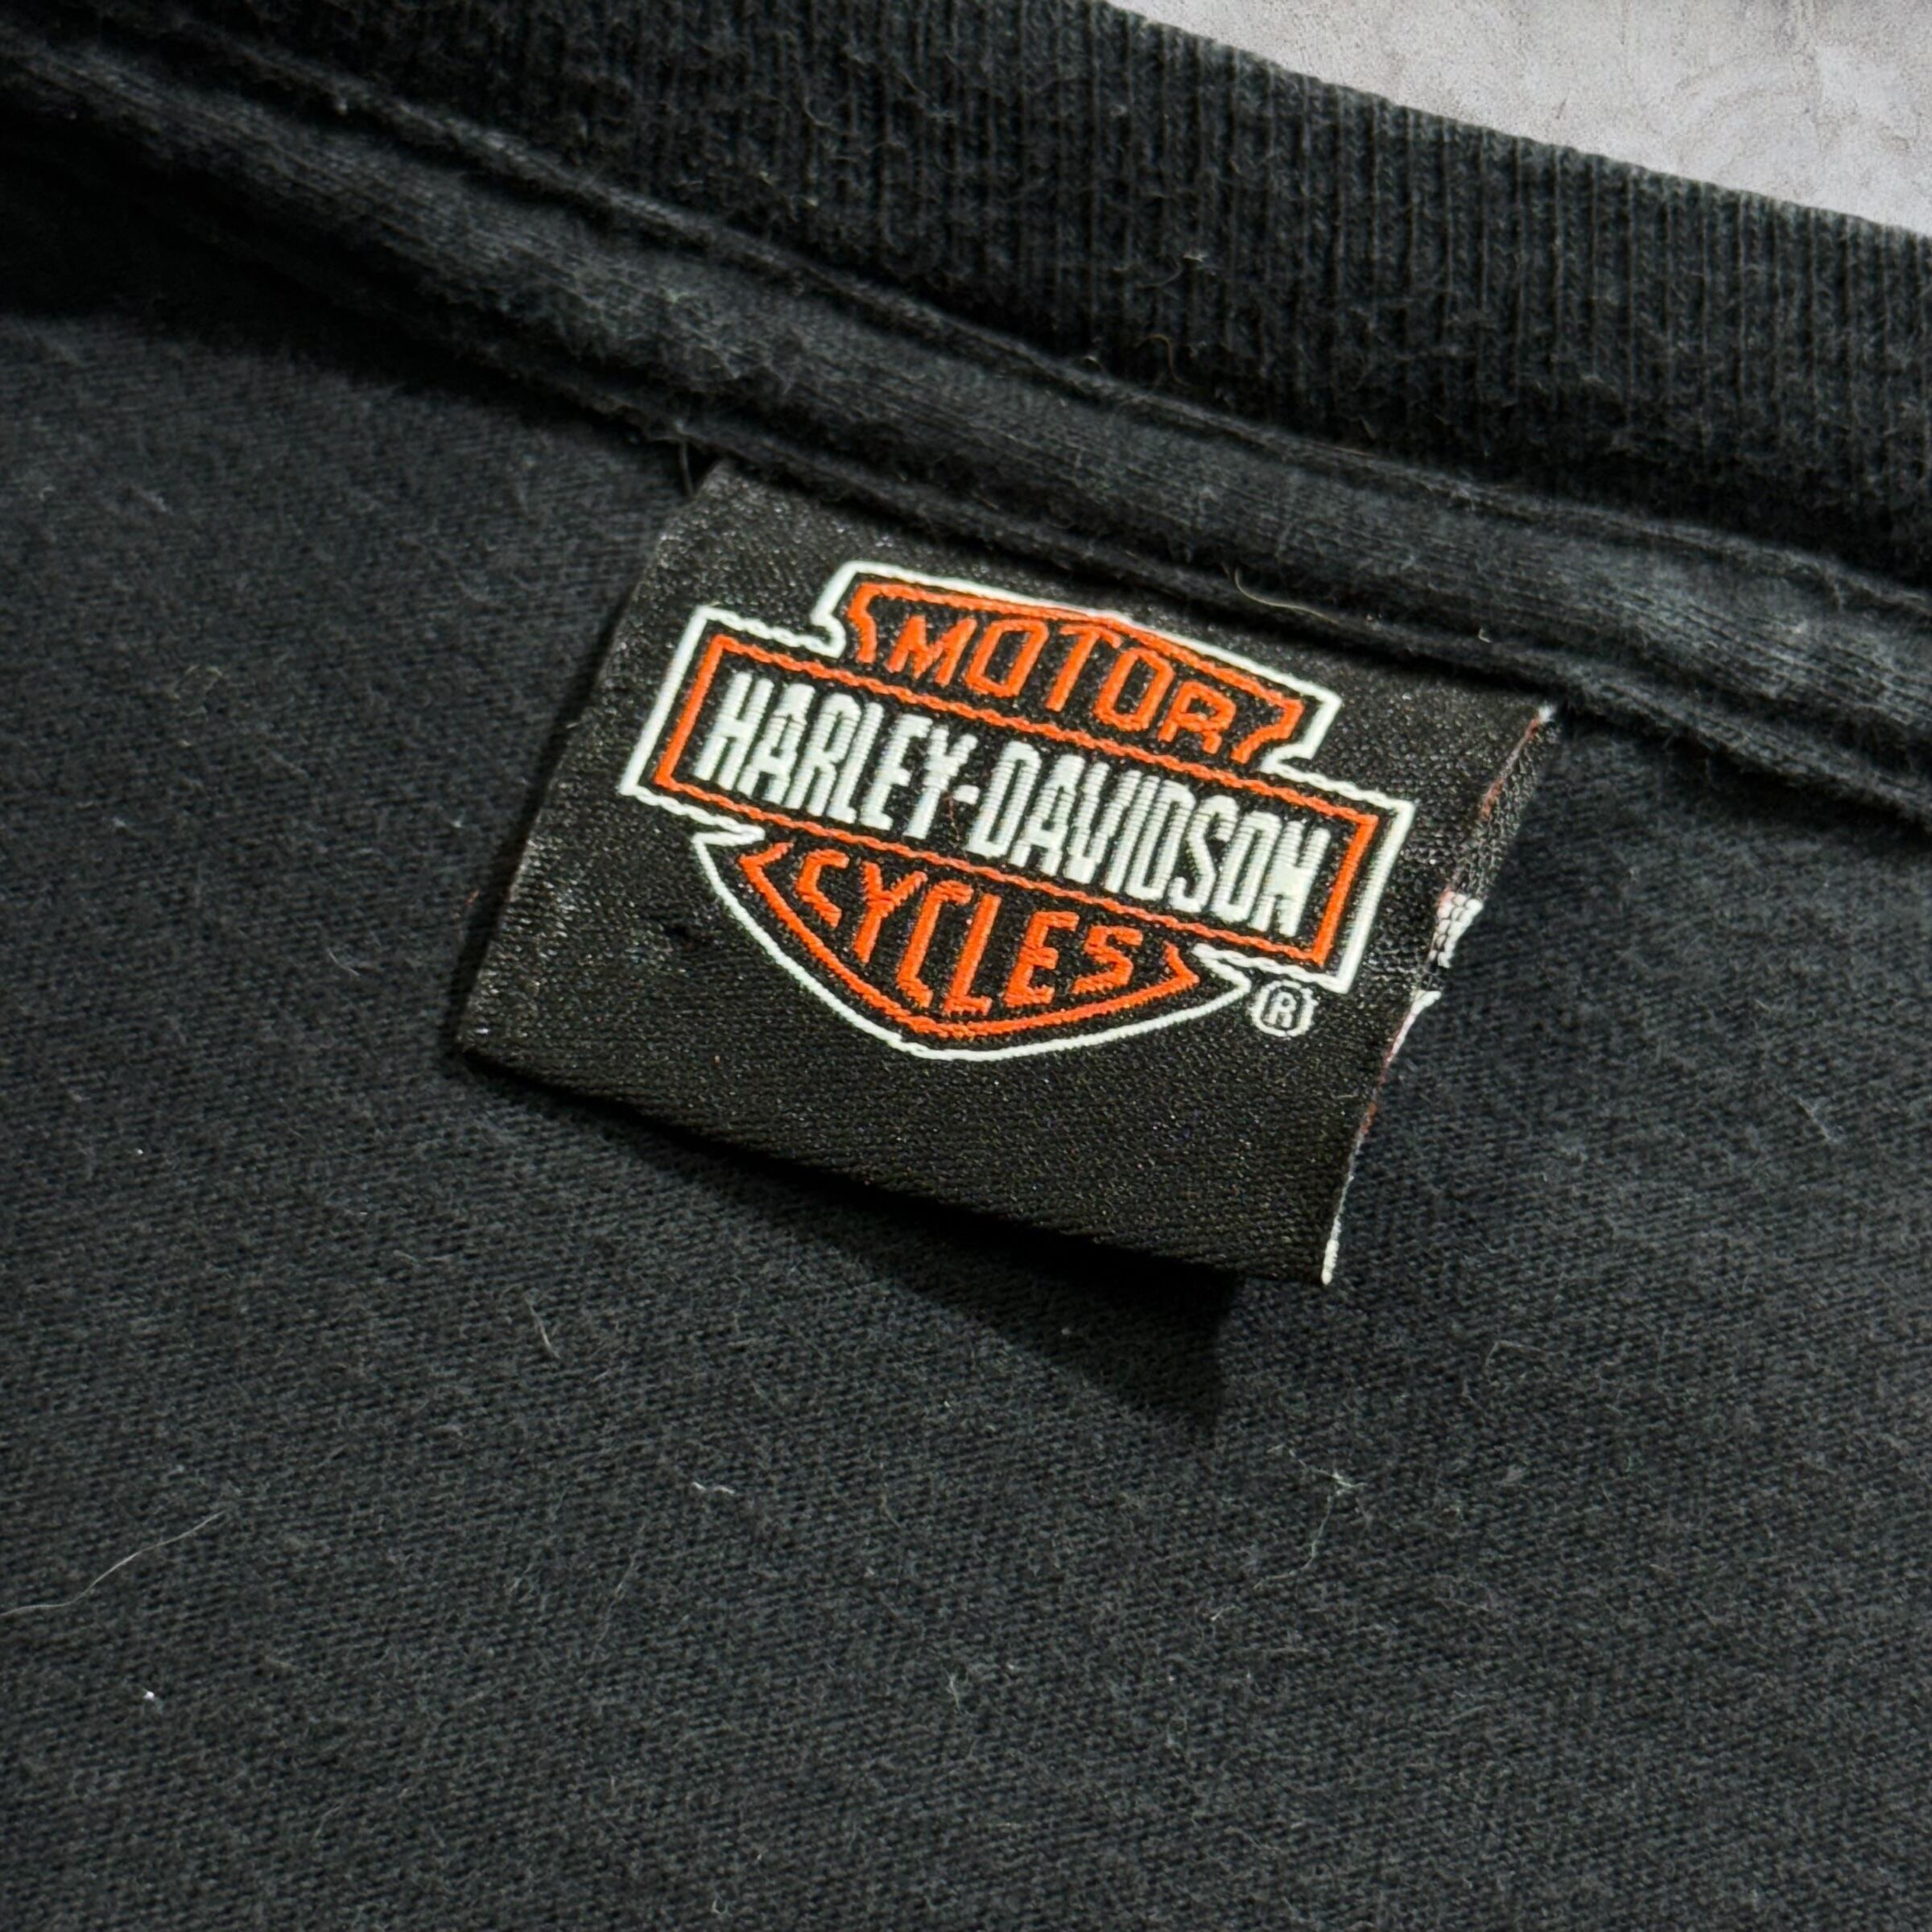 MOTOR
HARLEY-DAVIDSON
CYCLES
®